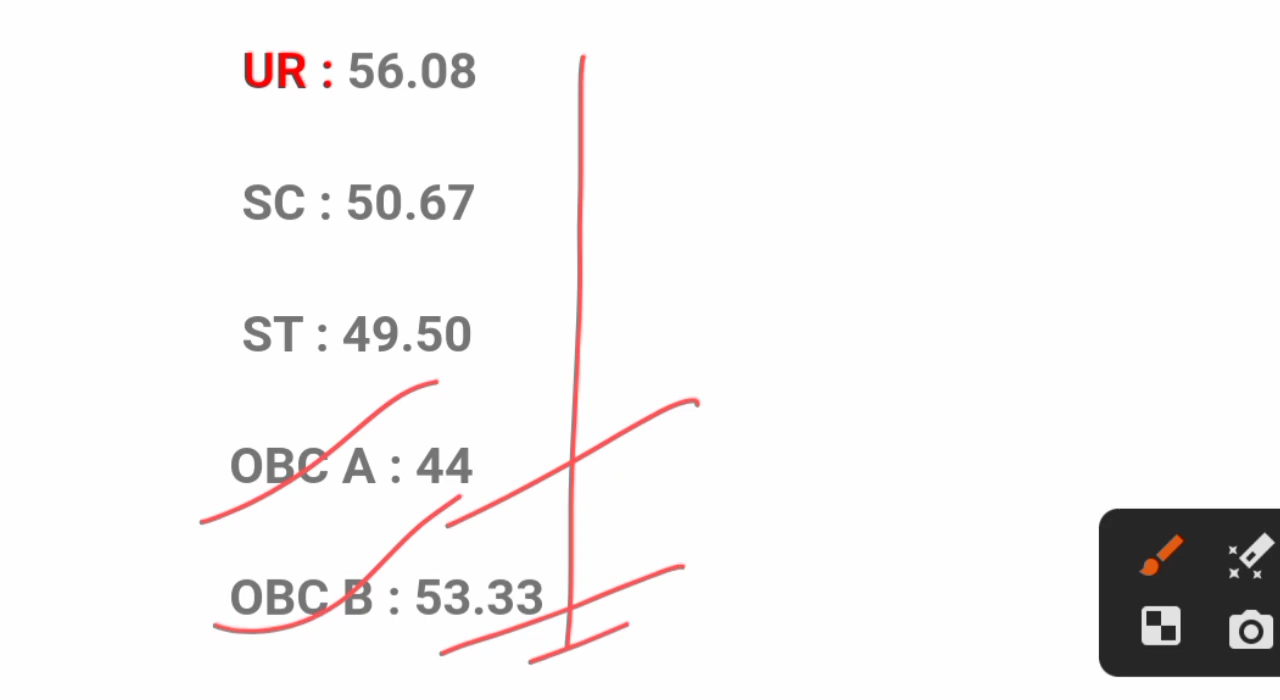 UR : 56.08
SC : 50.67
ST : 49.50
OBC A : 44
OBC B : 53.33